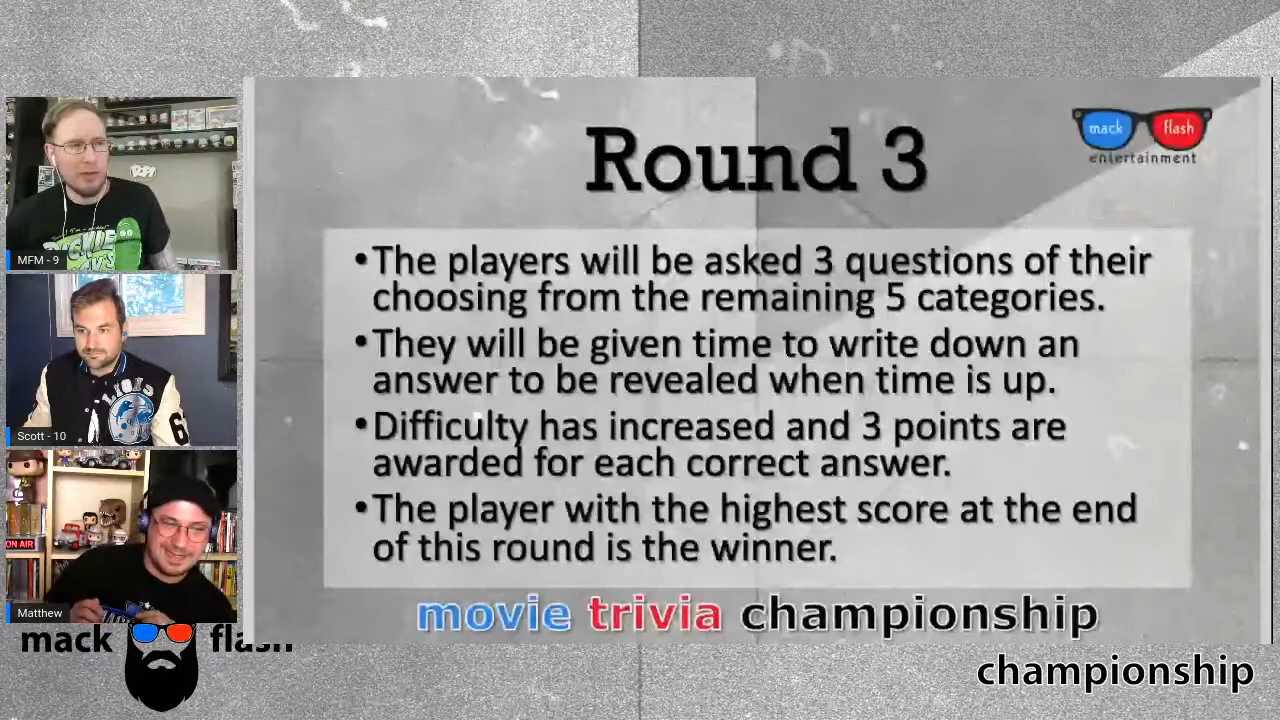 Round 3
mack flash
entertainment
•The players will be asked 3 questions of their
choosing from the remaining 5 categories.
•They will be given time to write down an
answer to be revealed when time is up.
•Difficulty has increased and 3 points are
awarded for each correct answer.
•The player with the highest score at the end
of this round is the winner.
movie trivia championship
MFM - 9
LIONS
6
Scott - 10
ON AIR
Matthew
mack flash
championship